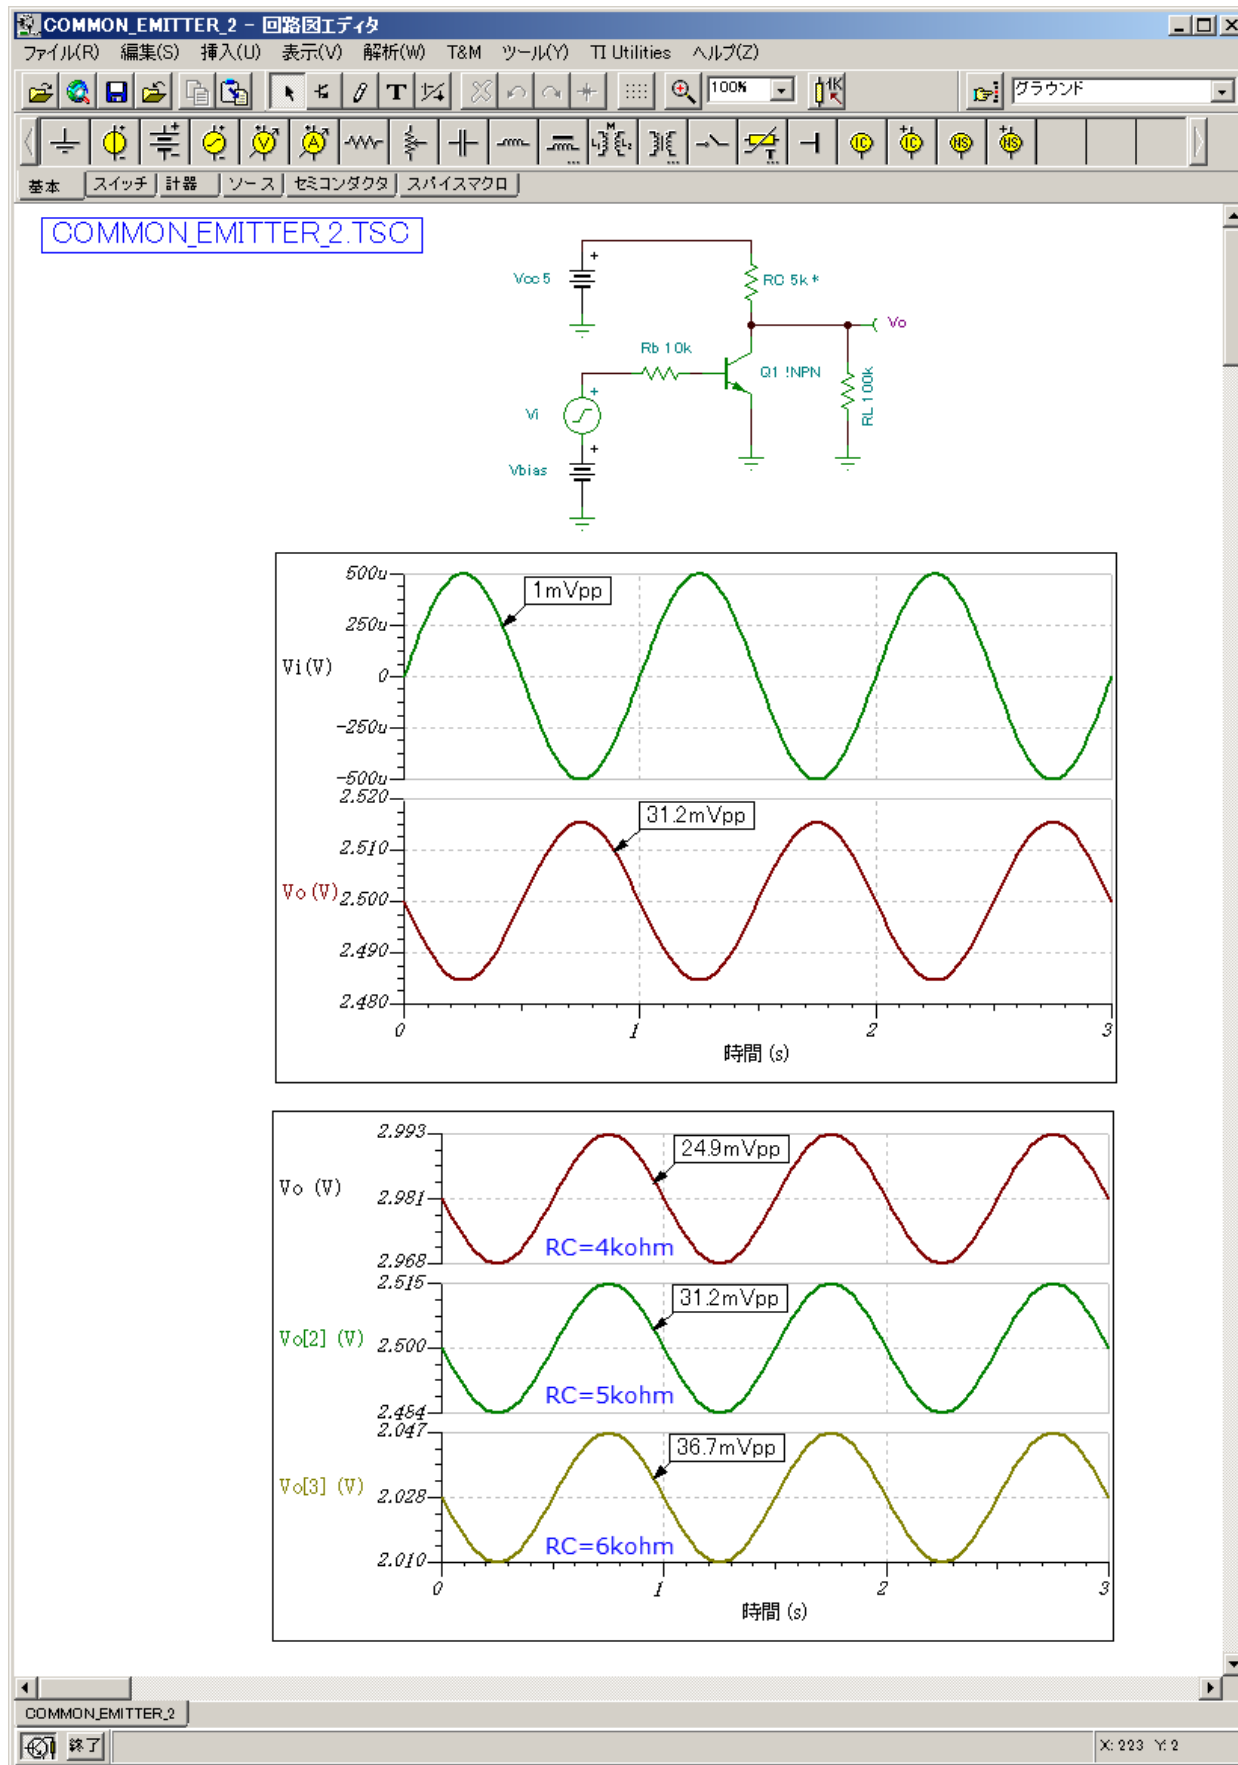 COMMON_EMITTER_2 - 回路図エディタ
ファイル(R) 編集(S) 挿入(U) 表示(V) 解析(W) T&M ツール(Y) TI Utilities ヘルプ(Z)
100%
グラウンド
基本 スイッチ 計器 ソース セミコンダクタ スパイスマクロ
COMMON_EMITTER_2.TSC
Vcc 5
RC 5k *
Vo
Rb 10k
Q1 !NPN
RL 100k
Vi
Vbias
500u
1mVpp
250u
Vi(V)
0
-250u
-500u
2.520
31.2mVpp
2.510
Vo(V)
2.500
2.490
2.480
0 1 2 3
時間 (s)
2.993
24.9mVpp
Vo (V)
2.981
RC=4kohm
2.968
2.515
31.2mVpp
Vo[2] (V)
2.500
RC=5kohm
2.484
2.047
36.7mVpp
Vo[3] (V)
2.028
RC=6kohm
2.010
0 1 2 3
時間 (s)
COMMON_EMITTER_2
終了
X: 223 Y: 2